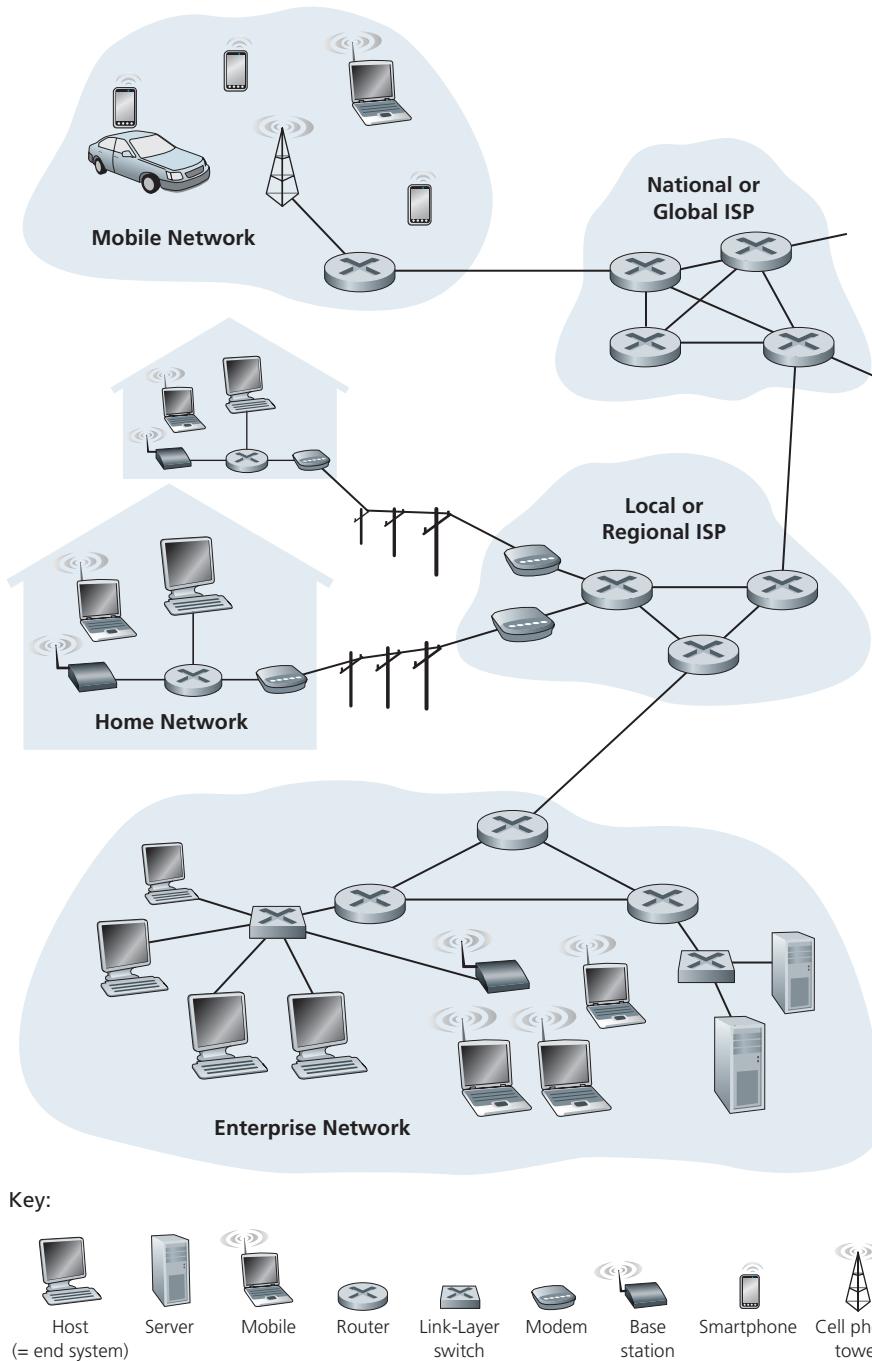 National or
Global ISP
Mobile Network
Local or
Regional ISP
Home Network
Enterprise Network
Key:
Host
(= end system)
Server
Mobile
Router
Link-Layer
switch
Modem
Base
station
Smartphone
Cell